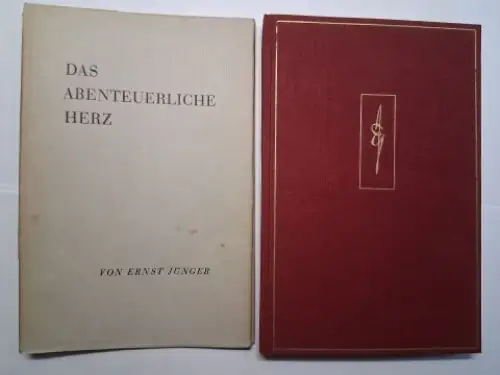 DAS
ABENTEUERLICHE
HERZ
VON ERNST JÜNGER